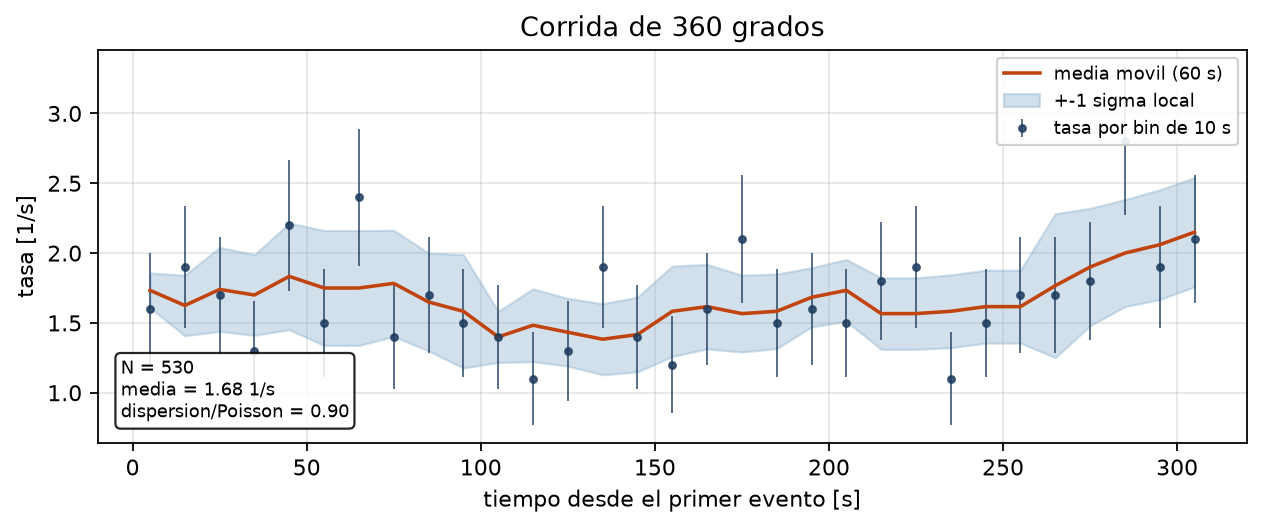 Corrida de 360 grados
tasa [1/s]
3.0
2.5
2.0
1.5
1.0
media movil (60 s)
+-1 sigma local
tasa por bin de 10 s
N = 530
media = 1.68 1/s
dispersion/Poisson = 0.90
0 50 100 150 200 250 300
tiempo desde el primer evento [s]